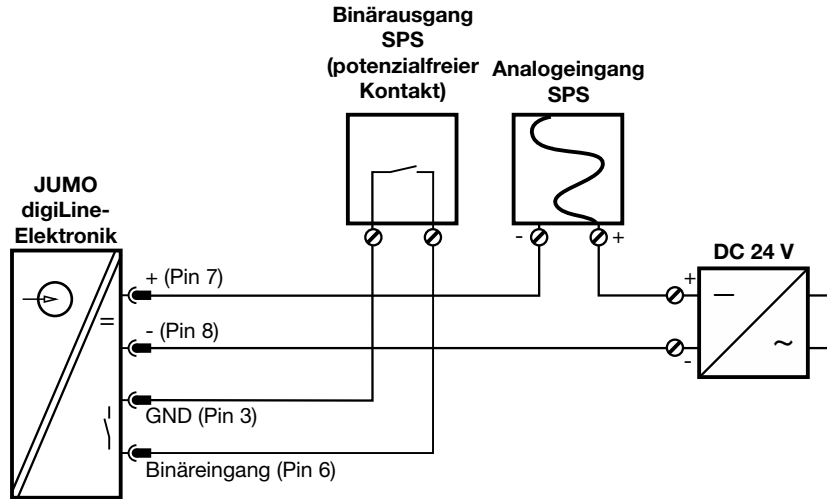 Binärausgang
SPS
(potenzialfreier
Kontakt)
Analogeingang
SPS
JUMO
digiLine-
Elektronik
- +
DC 24 V
+ (Pin 7)
+
- (Pin 8)
-
GND (Pin 3)
Binäreingang (Pin 6)